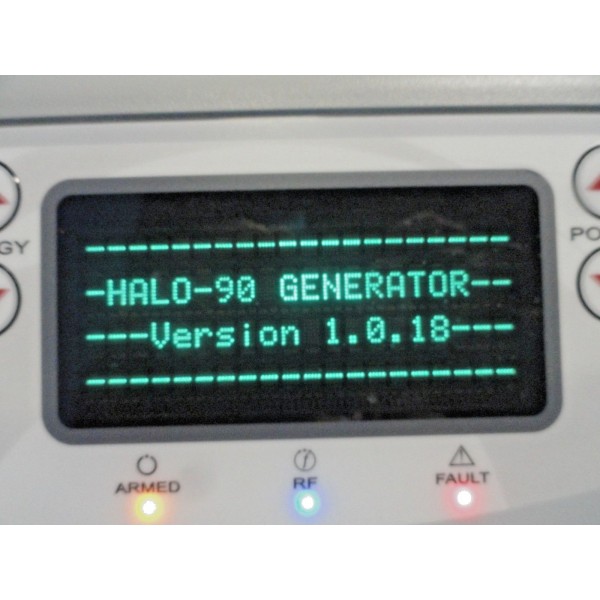 --------------------
-HALO-90 GENERATOR--
---Version 1.0.18---
--------------------
ARMED
RF
FAULT